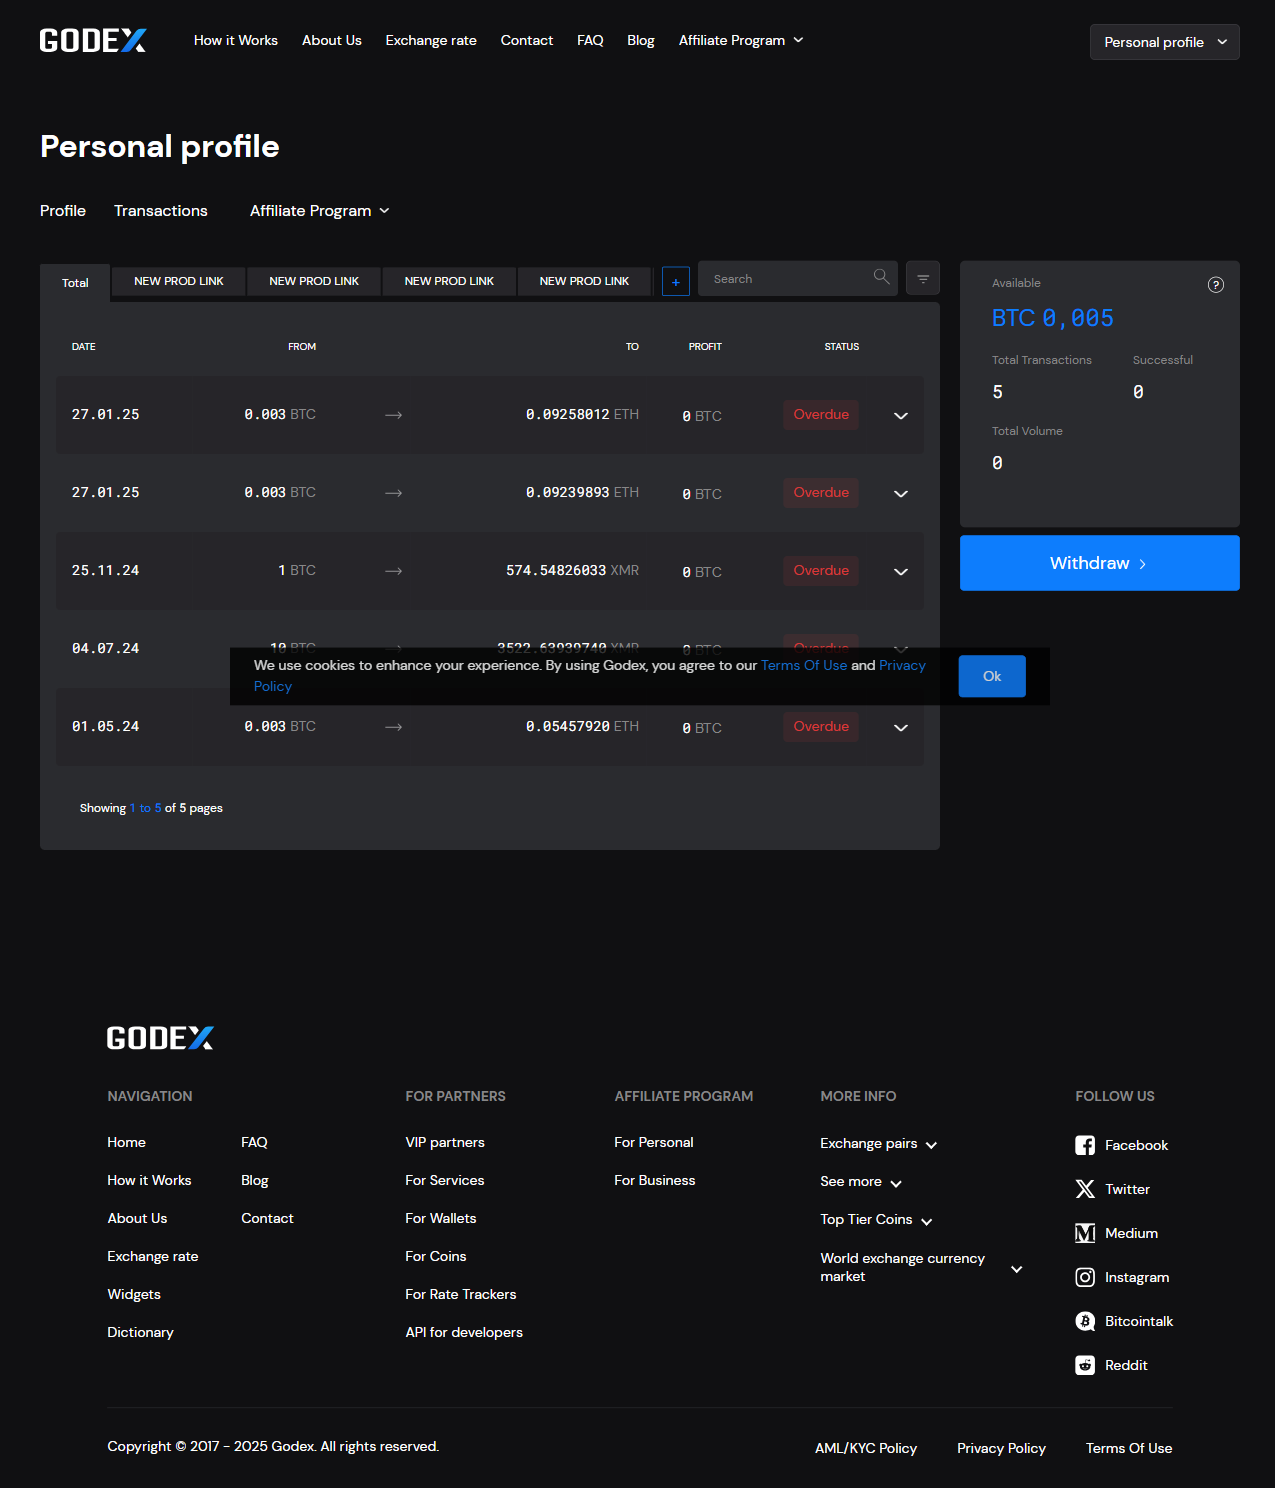 GODEX
How it Works
About Us
Exchange rate
Contact
FAQ
Blog
Affiliate Program
Personal profile
Personal profile
Profile
Transactions
Affiliate Program
Total
NEW PROD LINK
NEW PROD LINK
NEW PROD LINK
NEW PROD LINK
+
Search
DATE FROM TO PROFIT STATUS
27.01.25 0.003 BTC → 0.09258012 ETH 0 BTC Overdue
27.01.25 0.003 BTC → 0.09239893 ETH 0 BTC Overdue
25.11.24 1 BTC → 574.54826033 XMR 0 BTC Overdue
04.07.24 10 BTC → 3522.63939740 XMR 0 BTC Overdue
We use cookies to enhance your experience. By using Godex, you agree to our Terms Of Use and Privacy
Policy
Ok
01.05.24 0.003 BTC → 0.05457920 ETH 0 BTC Overdue
Showing 1 to 5 of 5 pages
Available
?
BTC 0,005
Total Transactions
5
Successful
0
Total Volume
0
Withdraw
GODEX
NAVIGATION
Home
How it Works
About Us
Exchange rate
Widgets
Dictionary
FAQ
Blog
Contact
FOR PARTNERS
VIP partners
For Services
For Wallets
For Coins
For Rate Trackers
API for developers
AFFILIATE PROGRAM
For Personal
For Business
MORE INFO
Exchange pairs
See more
Top Tier Coins
World exchange currency
market
FOLLOW US
Facebook
Twitter
Medium
Instagram
Bitcointalk
Reddit
Copyright © 2017 - 2025 Godex. All rights reserved.
AML/KYC Policy
Privacy Policy
Terms Of Use